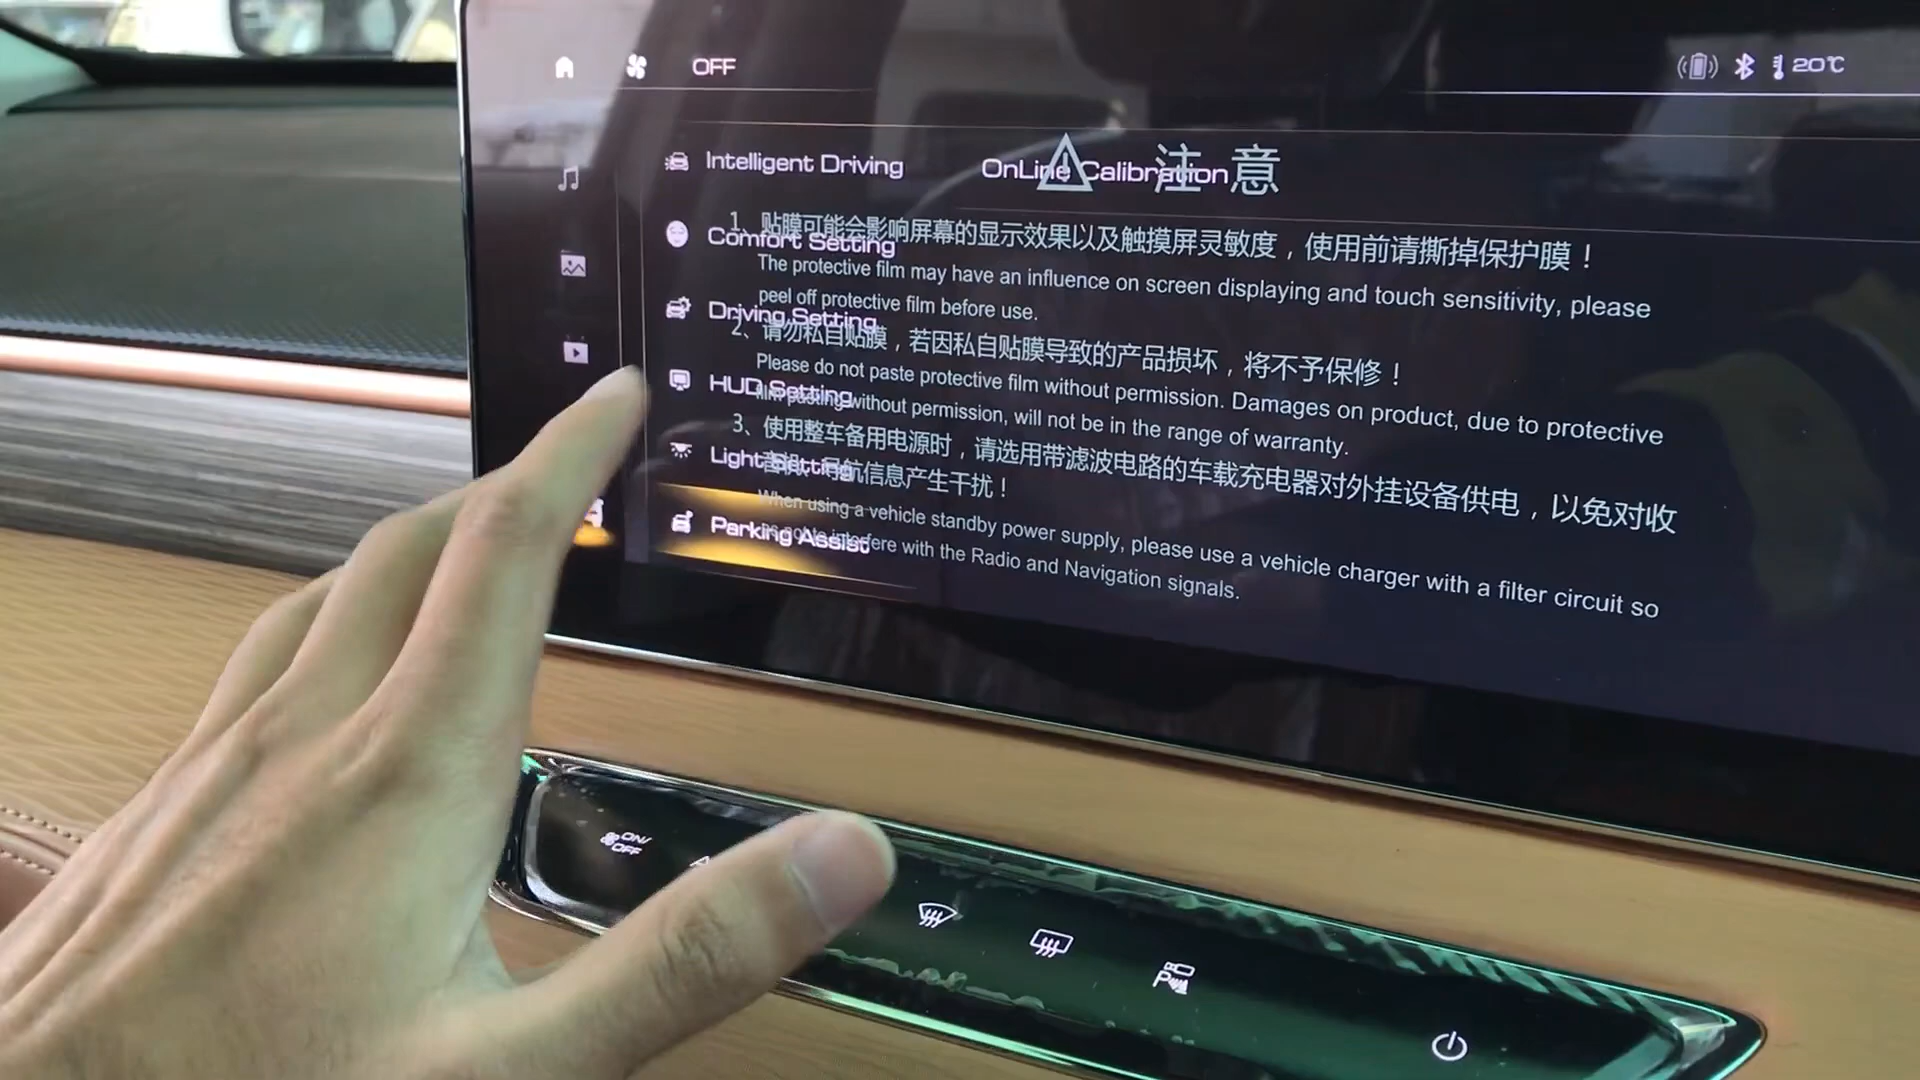 OFF
20℃
Intelligent Driving
OnLine Calibration
注意
1、贴膜可能会影响屏幕的显示效果以及触摸屏灵敏度，使用前请撕掉保护膜！
Comfort Setting
The protective film may have an influence on screen displaying and touch sensitivity, please
peel off protective film before use.
Driving Setting
2、请勿私自贴膜，若因私自贴膜导致的产品损坏，将不予保修！
Please do not paste protective film without permission. Damages on product, due to protective
HUD Setting
film pasting without permission, will not be in the range of warranty.
3、使用整车备用电源时，请选用带滤波电路的车载充电器对外挂设备供电，以免对收
Light Setting
音机、导航信息产生干扰！
When using a vehicle standby power supply, please use a vehicle charger with a filter circuit so
Parking Assist
as not to interfere with the Radio and Navigation signals.
ON/
OFF
A
P